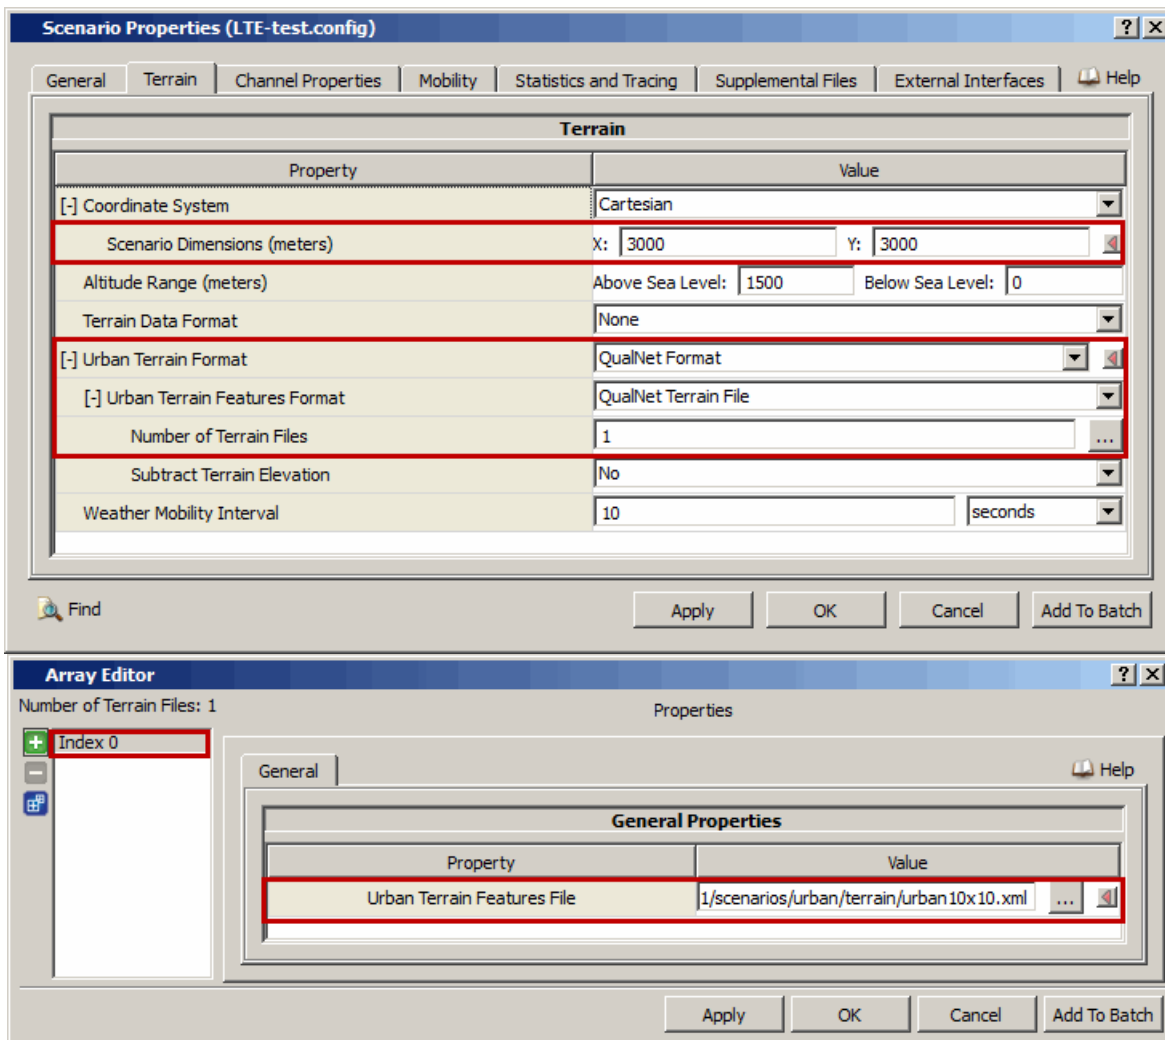 Scenario Properties (LTE-test.config) ? X
General Terrain Channel Properties Mobility Statistics and Tracing Supplemental Files External Interfaces Help
Terrain
Property Value
[-] Coordinate System Cartesian
Scenario Dimensions (meters) X: 3000 Y: 3000
Altitude Range (meters) Above Sea Level: 1500 Below Sea Level: 0
Terrain Data Format None
[-] Urban Terrain Format QualNet Format
[-] Urban Terrain Features Format QualNet Terrain File
Number of Terrain Files 1 ...
Subtract Terrain Elevation No
Weather Mobility Interval 10 seconds
Find Apply OK Cancel Add To Batch
Array Editor ? X
Number of Terrain Files: 1 Properties
Index 0
General Help
General Properties
Property Value
Urban Terrain Features File 1/scenarios/urban/terrain/urban10x10.xml ...
Apply OK Cancel Add To Batch